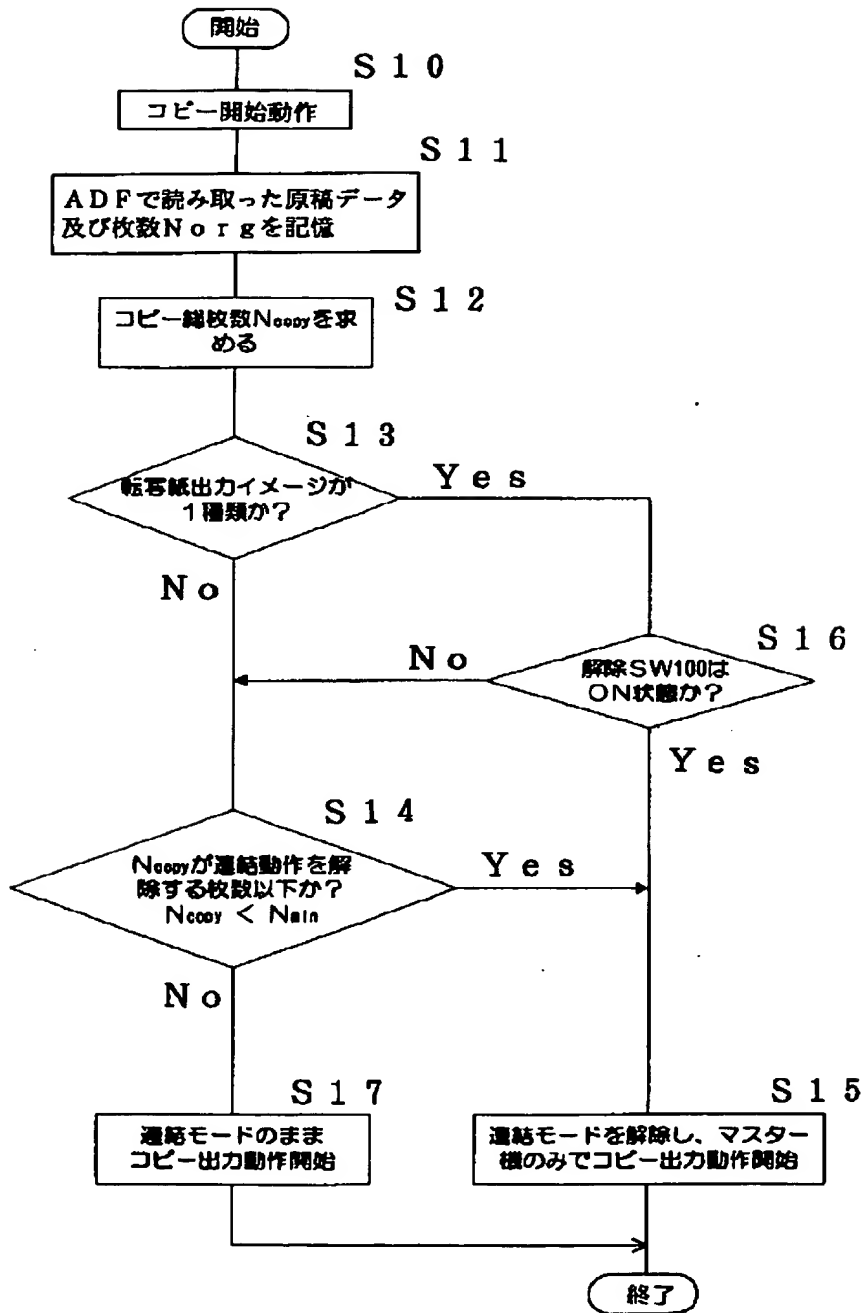 開始
S10
コピー開始動作
S11
ADFで読み取った原稿データ
及び枚数Norgを記憶
S12
コピー総枚数Ncopyを求
める
S13
転写紙出力イメージが
1種類か?
Yes
No
S16
解除SW100は
ON状態か?
No
Yes
S14
Ncopyが連結動作を解
除する枚数以下か?
Ncopy < Nmin
Yes
No
S17
連結モードのまま
コピー出力動作開始
S15
連結モードを解除し、マスター
機のみでコピー出力動作開始
終了